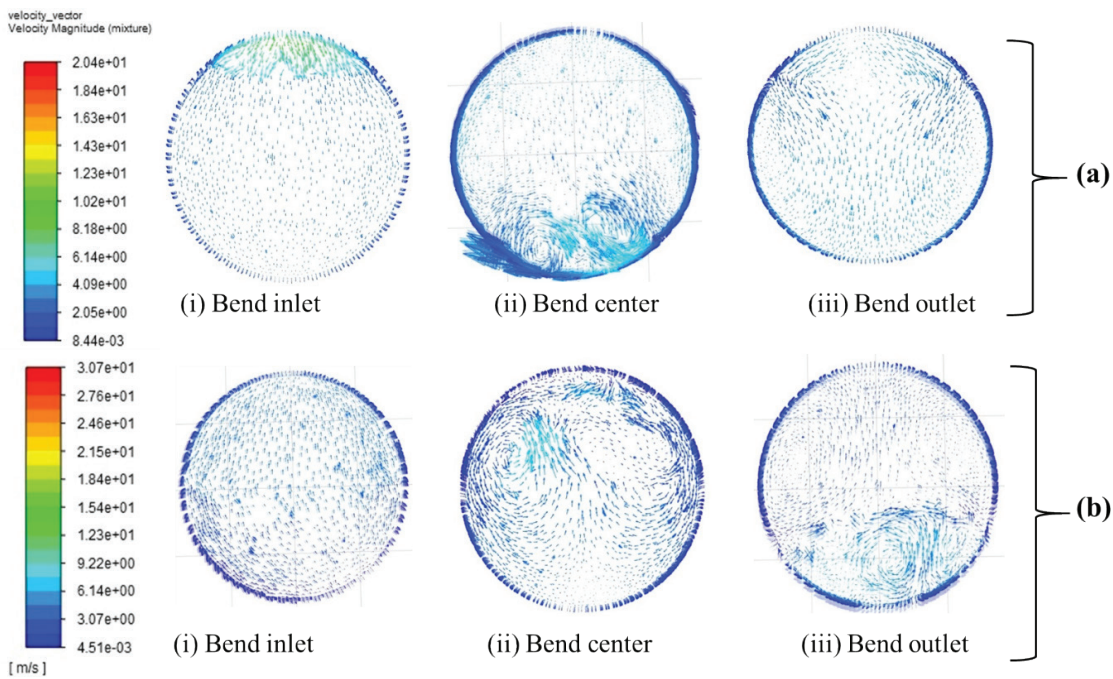 velocity_vector
Velocity Magnitude (mixture)
2.04e+01
1.84e+01
1.63e+01
1.43e+01
1.23e+01
1.02e+01
8.18e+00
6.14e+00
4.09e+00
2.05e+00
8.44e-03
(i) Bend inlet
(ii) Bend center
(iii) Bend outlet
(a)
3.07e+01
2.76e+01
2.46e+01
2.15e+01
1.84e+01
1.54e+01
1.23e+01
9.22e+00
6.14e+00
3.07e+00
4.51e-03
[ m/s ]
(i) Bend inlet
(ii) Bend center
(iii) Bend outlet
(b)